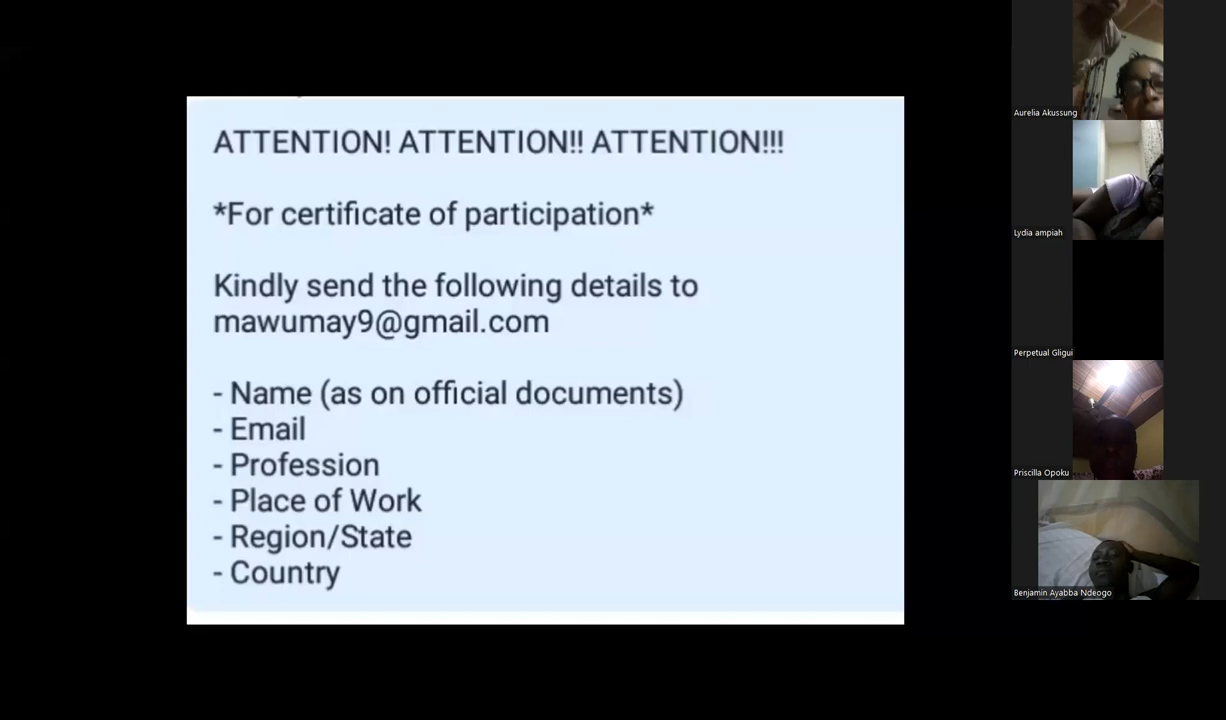 ATTENTION! ATTENTION!! ATTENTION!!!
*For certificate of participation*
Kindly send the following details to
mawumay9@gmail.com
- Name (as on official documents)
- Email
- Profession
- Place of Work
- Region/State
- Country
Aurelia Akussung
Lydia ampiah
Perpetual Gligui
Priscilla Opoku
Benjamin Ayabba Ndeogo